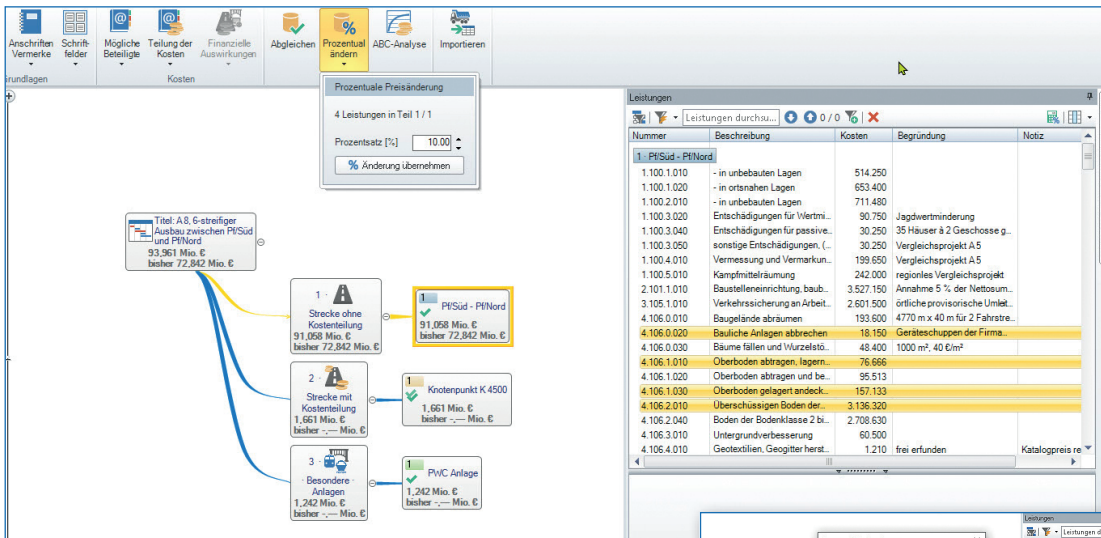 Anschriften Vermerke
Schrift- felder
Mögliche Beteiligte
Teilung der Kosten
Finanzielle Auswirkungen
Abgleichen
Prozentual ändern
ABC-Analyse
Importieren
Kosten
Prozentuale Preisänderung
4 Leistungen in Teil 1 / 1
Prozentsatz [%] 10.00
% Änderung übernehmen
Titel: A 8, 6-streifiger
Ausbau zwischen Pf/Süd
und Pf/Nord
93,961 Mio. €
bisher 72,842 Mio. €
1 ·
Strecke ohne
Kostenteilung
91,058 Mio. €
bisher 72,842 Mio. €
1
Pf/Süd - Pf/Nord
91,058 Mio. €
bisher 72,842 Mio. €
2 ·
Strecke mit
Kostenteilung
1,661 Mio. €
bisher -,— Mio. €
1
Knotenpunkt K 4500
1,661 Mio. €
bisher -,— Mio. €
3 ·
· Besondere ·
Anlagen
1,242 Mio. €
bisher -,— Mio. €
1
PWC Anlage
1,242 Mio. €
bisher -,— Mio. €
Leistungen
Leistungen durchsu... 0 / 0
Nummer Beschreibung Kosten Begründung Notiz
1 · Pf/Süd - Pf/Nord
1.100.1.010 - in unbebauten Lagen 514.250
1.100.1.020 - in ortsnahen Lagen 653.400
1.100.2.010 - in unbebauten Lagen 711.480
1.100.3.020 Entschädigungen für Wertmi... 90.750 Jagdwertminderung
1.100.3.040 Entschädigungen für passive... 30.250 35 Häuser à 2 Geschosse g...
1.100.3.050 sonstige Entschädigungen, (... 30.250 Vergleichsprojekt A 5
1.100.4.010 Vermessung und Vermarkun... 199.650 Vergleichsprojekt A 5
1.100.5.010 Kampfmittelräumung 242.000 regionles Vergleichsprojekt
2.101.1.010 Baustelleneinrichtung, baub... 3.527.150 Annahme 5 % der Nettosum...
3.105.1.010 Verkehrssicherung an Arbeit... 2.601.500 örtliche provisorische Umleit...
4.106.0.010 Baugelände abräumen 193.600 4770 m x 40 m für 2 Fahrstre...
4.106.0.020 Bauliche Anlagen abbrechen 18.150 Geräteschuppen der Firma...
4.106.0.030 Bäume fällen und Wurzelstö... 48.400 1000 m², 40 €/m²
4.106.1.010 Oberboden abtragen, lagern... 76.666
4.106.1.020 Oberboden abtragen und be... 95.513
4.106.1.030 Oberboden gelagert andeck... 157.133
4.106.2.010 Überschüssigen Boden der... 3.136.320
4.106.2.040 Boden der Bodenklasse 2 bi... 2.708.630
4.106.3.010 Untergrundverbesserung 60.500
4.106.4.010 Geotextilien, Geogitter herst... 1.210 frei erfunden Katalogpreis re
Leistungen